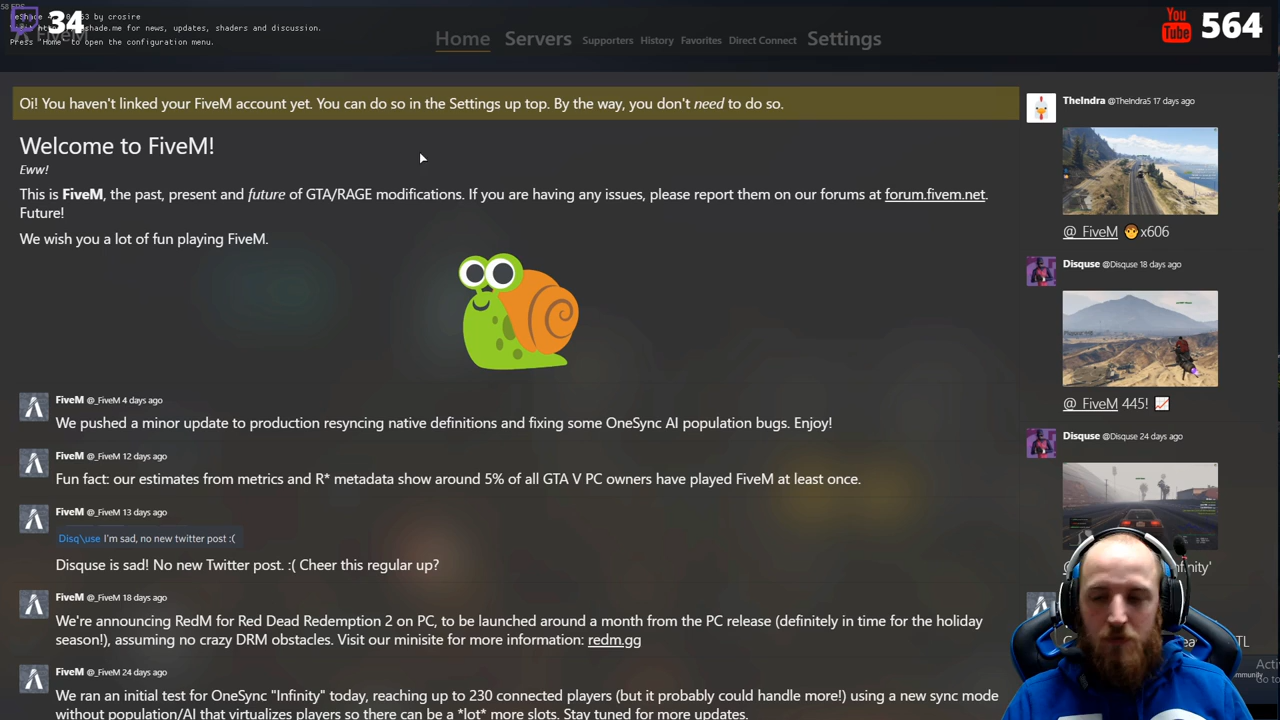 58 FPS
by crosire
for news, updates, shaders and discussion.
Press 'Home' to open the configuration menu.
34
Home Servers Supporters History Favorites Direct Connect Settings
You Tube 564
Oi! You haven't linked your FiveM account yet. You can do so in the Settings up top. By the way, you don't need to do so.
Welcome to FiveM!
Eww!
This is FiveM, the past, present and future of GTA/RAGE modifications. If you are having any issues, please report them on our forums at forum.fivem.net.
Future!
We wish you a lot of fun playing FiveM.
FiveM @_FiveM 4 days ago
We pushed a minor update to production resyncing native definitions and fixing some OneSync AI population bugs. Enjoy!
FiveM @_FiveM 12 days ago
Fun fact: our estimates from metrics and R* metadata show around 5% of all GTA V PC owners have played FiveM at least once.
FiveM @_FiveM 13 days ago
Disq\use I'm sad, no new twitter post :(
Disquse is sad! No new Twitter post. :( Cheer this regular up?
FiveM @_FiveM 18 days ago
We're announcing RedM for Red Dead Redemption 2 on PC, to be launched around a month from the PC release (definitely in time for the holiday
season!), assuming no crazy DRM obstacles. Visit our minisite for more information: redm.gg
FiveM @_FiveM 24 days ago
We ran an initial test for OneSync "Infinity" today, reaching up to 230 connected players (but it probably could handle more!) using a new sync mode
without population/AI that virtualizes players so there can be a *lot* more slots. Stay tuned for more updates.
TheIndra @TheIndra5 17 days ago
@_FiveM x606
Disquse @Disquse 18 days ago
@_FiveM 445!
Disquse @Disquse 24 days ago